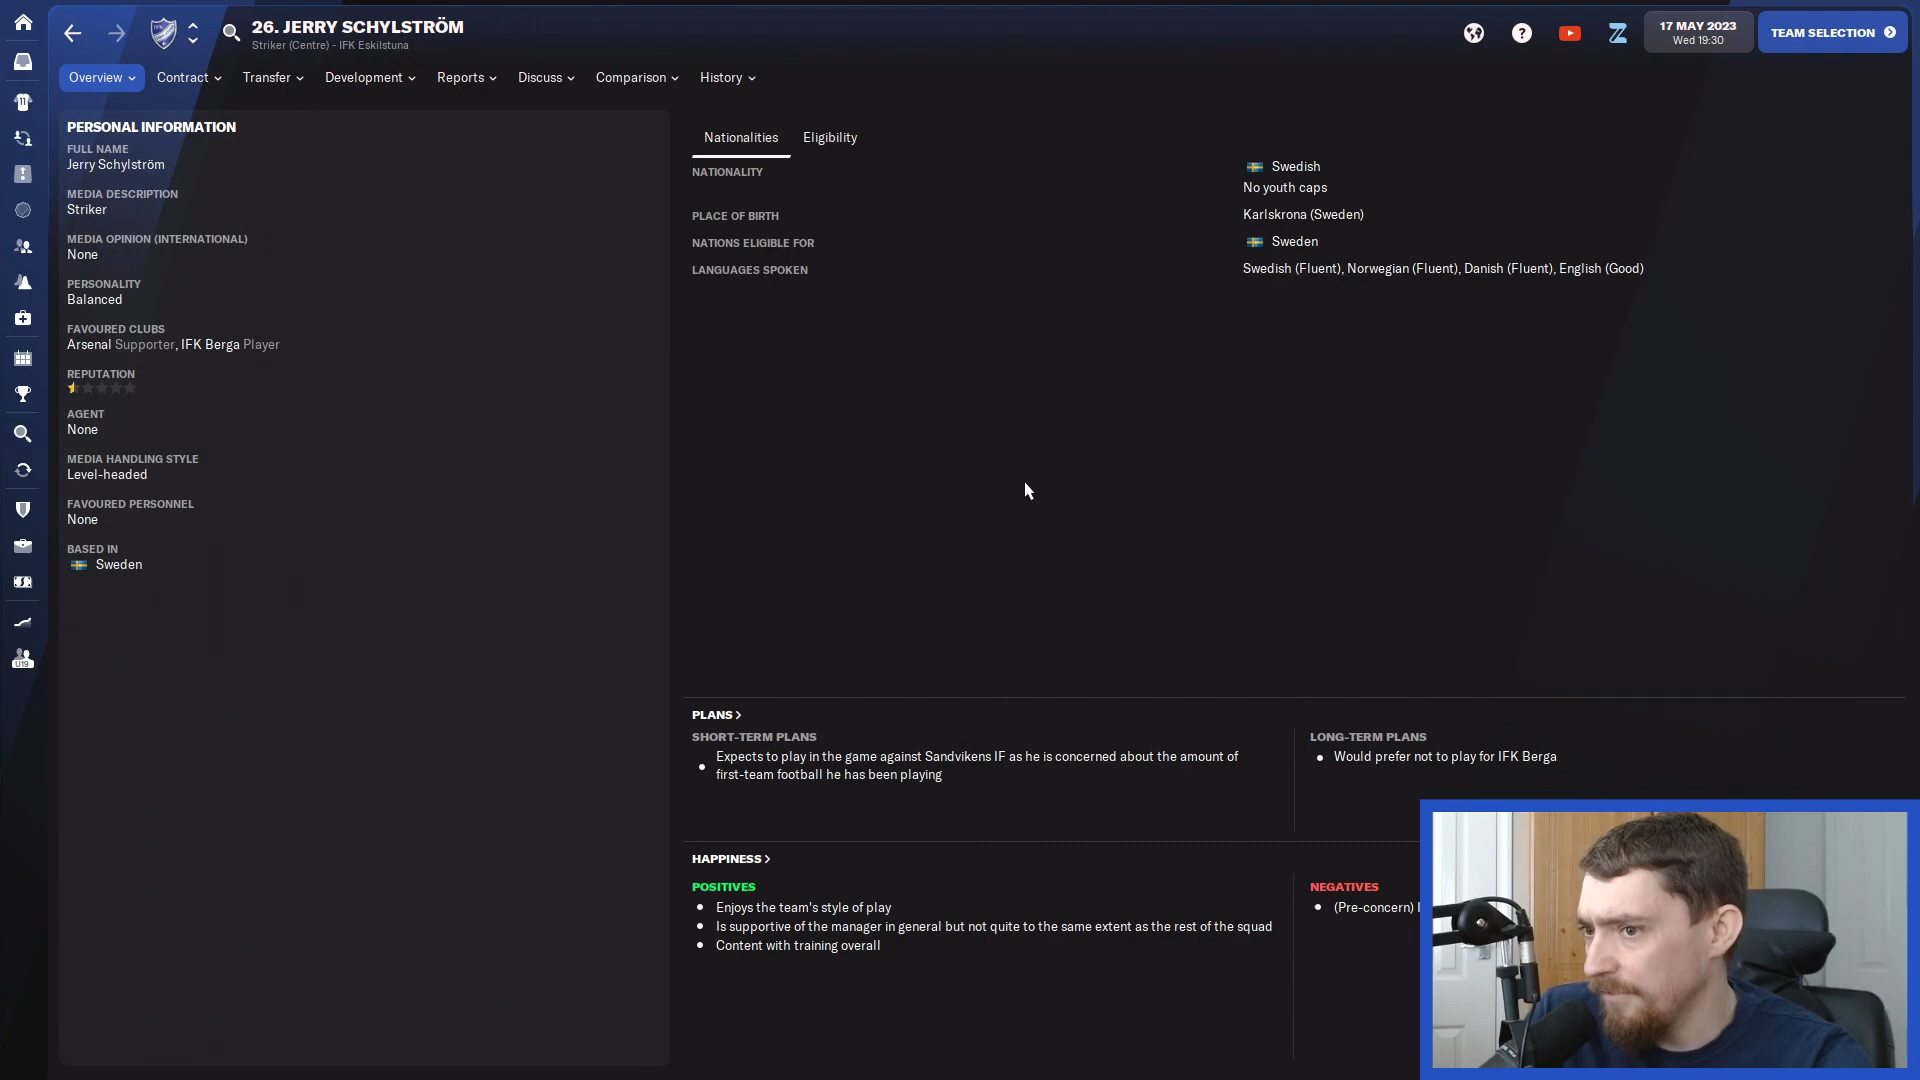 26. JERRY SCHYLSTRÖM
Striker (Centre) - IFK Eskilstuna
17 MAY 2023
Wed 19:30
TEAM SELECTION
Overview
Contract
Transfer
Development
Reports
Discuss
Comparison
History
PERSONAL INFORMATION
FULL NAME
Jerry Schylström
MEDIA DESCRIPTION
Striker
MEDIA OPINION (INTERNATIONAL)
None
PERSONALITY
Balanced
FAVOURED CLUBS
Arsenal Supporter, IFK Berga Player
REPUTATION
AGENT
None
MEDIA HANDLING STYLE
Level-headed
FAVOURED PERSONNEL
None
BASED IN
Sweden
Nationalities
Eligibility
NATIONALITY
Swedish
No youth caps
PLACE OF BIRTH
Karlskrona (Sweden)
NATIONS ELIGIBLE FOR
Sweden
LANGUAGES SPOKEN
Swedish (Fluent), Norwegian (Fluent), Danish (Fluent), English (Good)
PLANS >
SHORT-TERM PLANS
Expects to play in the game against Sandvikens IF as he is concerned about the amount of
first-team football he has been playing
LONG-TERM PLANS
Would prefer not to play for IFK Berga
HAPPINESS >
POSITIVES
Enjoys the team's style of play
Is supportive of the manager in general but not quite to the same extent as the rest of the squad
Content with training overall
NEGATIVES
(Pre-concern)
U19